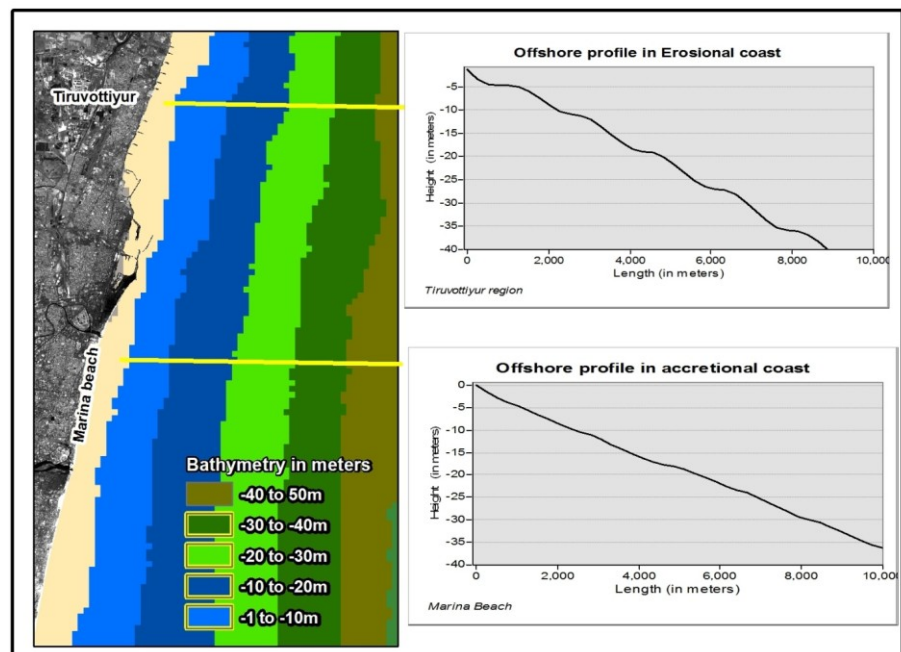 Tiruvottiyur
Marina beach
Bathymetry in meters
-40 to 50m
-30 to -40m
-20 to -30m
-10 to -20m
-1 to -10m
Offshore profile in Erosional coast
Height (in meters)
-5
-10
-15
-20
-25
-30
-35
-40
0 2,000 4,000 6,000 8,000 10,000
Length (in meters)
Tiruvottiyur region
Offshore profile in accretional coast
Height (in meters)
0
-5
-10
-15
-20
-25
-30
-35
-40
0 2,000 4,000 6,000 8,000 10,000
Length (in meters)
Marina Beach